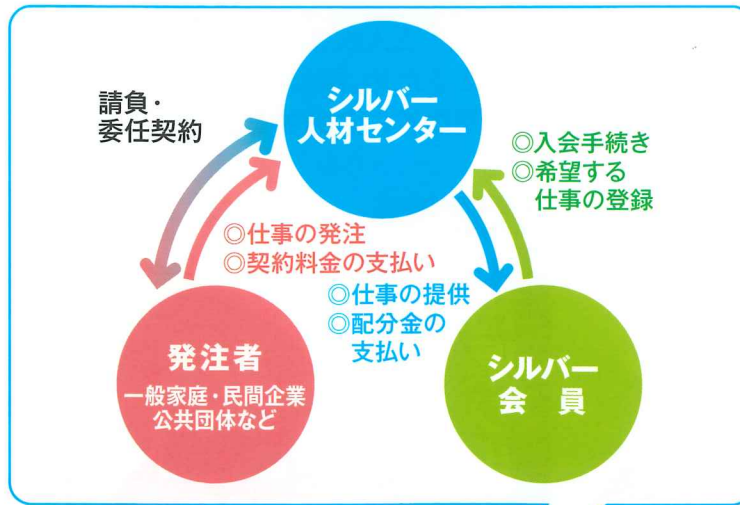 請負・
委任契約
シルバー
人材センター
◎入会手続き
◎希望する
仕事の登録
◎仕事の発注
◎契約料金の支払い
◎仕事の提供
◎配分金の
支払い
発注者
一般家庭・民間企業
公共団体など
シルバー
会員